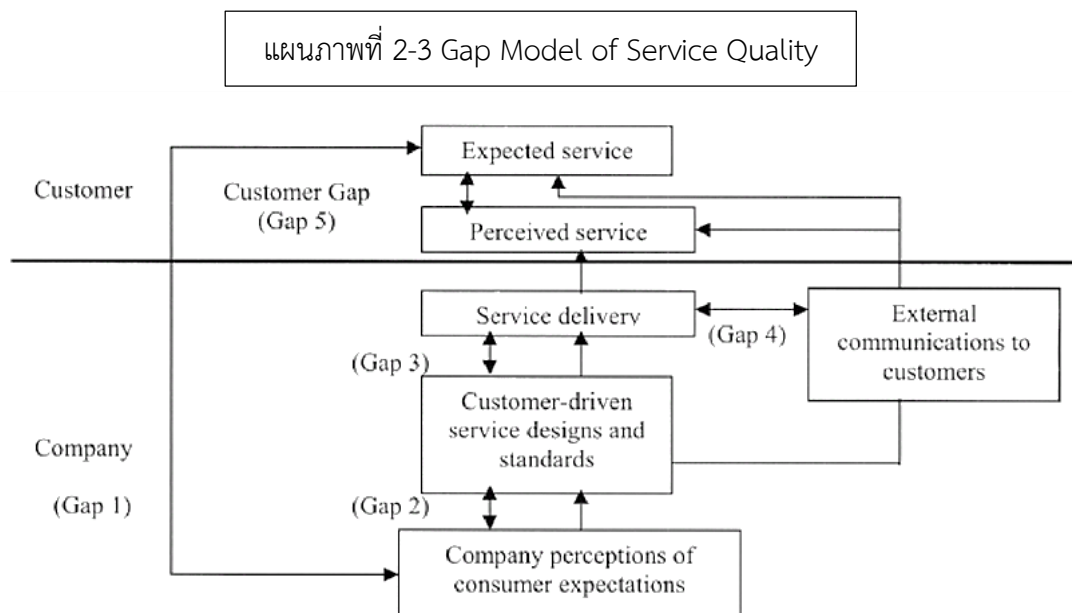 แผนภาพที่ 2-3 Gap Model of Service Quality
Expected service
Customer
Customer Gap
(Gap 5)
Perceived service
Service delivery
(Gap 4)
External
communications to
customers
(Gap 3)
Customer-driven
service designs and
standards
Company
(Gap 1)
(Gap 2)
Company perceptions of
consumer expectations